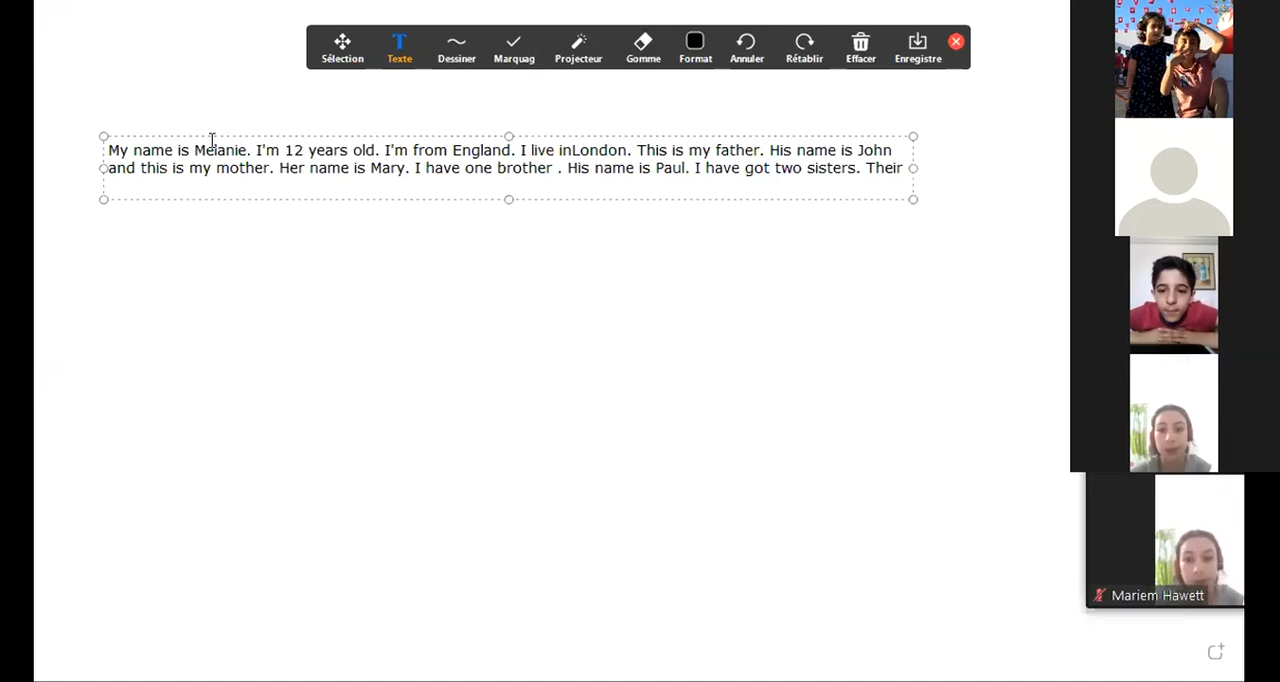 Sélection Texte Dessiner Marquag Projecteur Gomme Format Annuler Rétablir Effacer Enregistre
My name is Melanie. I'm 12 years old. I'm from England. I live inLondon. This is my father. His name is John
and this is my mother. Her name is Mary. I have one brother . His name is Paul. I have got two sisters. Their
Mariem Hawett